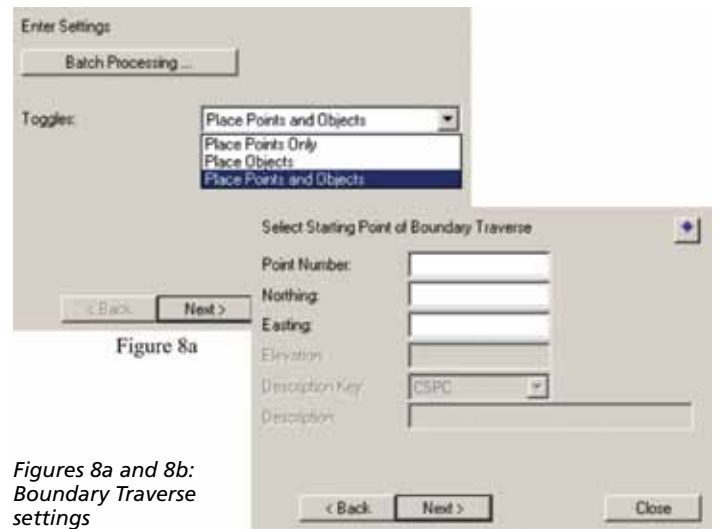 Enter Settings
Batch Processing ...
Toggles:
Place Points and Objects
Place Points Only
Place Objects
Place Points and Objects
< Back
Next >
Figure 8a
Select Starting Point of Boundary Traverse
Point Number:
Northing:
Easting:
Elevation:
Description Key:
CSPC
Description:
< Back
Next >
Close
Figures 8a and 8b:
Boundary Traverse
settings